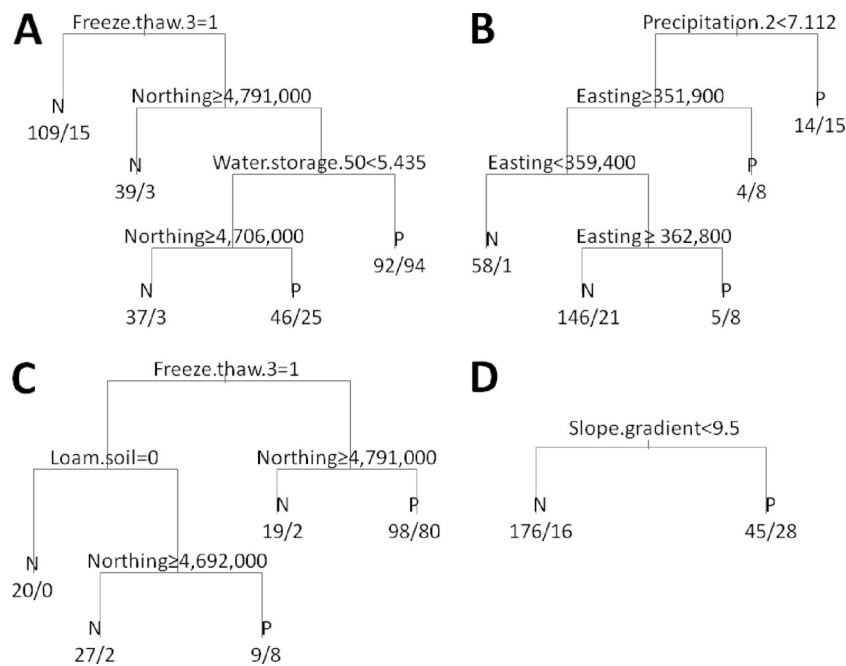 A
Freeze.thaw.3=1
N
109/15
Northing≥4,791,000
N
39/3
Water.storage.50<5.435
Northing≥4,706,000
P
92/94
N
37/3
P
46/25
B
Precipitation.2<7.112
Easting≥351,900
P
14/15
Easting<359,400
P
4/8
N
58/1
Easting≥ 362,800
N
146/21
P
5/8
C
Freeze.thaw.3=1
Loam.soil=0
Northing≥4,791,000
N
19/2
P
98/80
N
20/0
Northing≥4,692,000
N
27/2
P
9/8
D
Slope.gradient<9.5
N
176/16
P
45/28